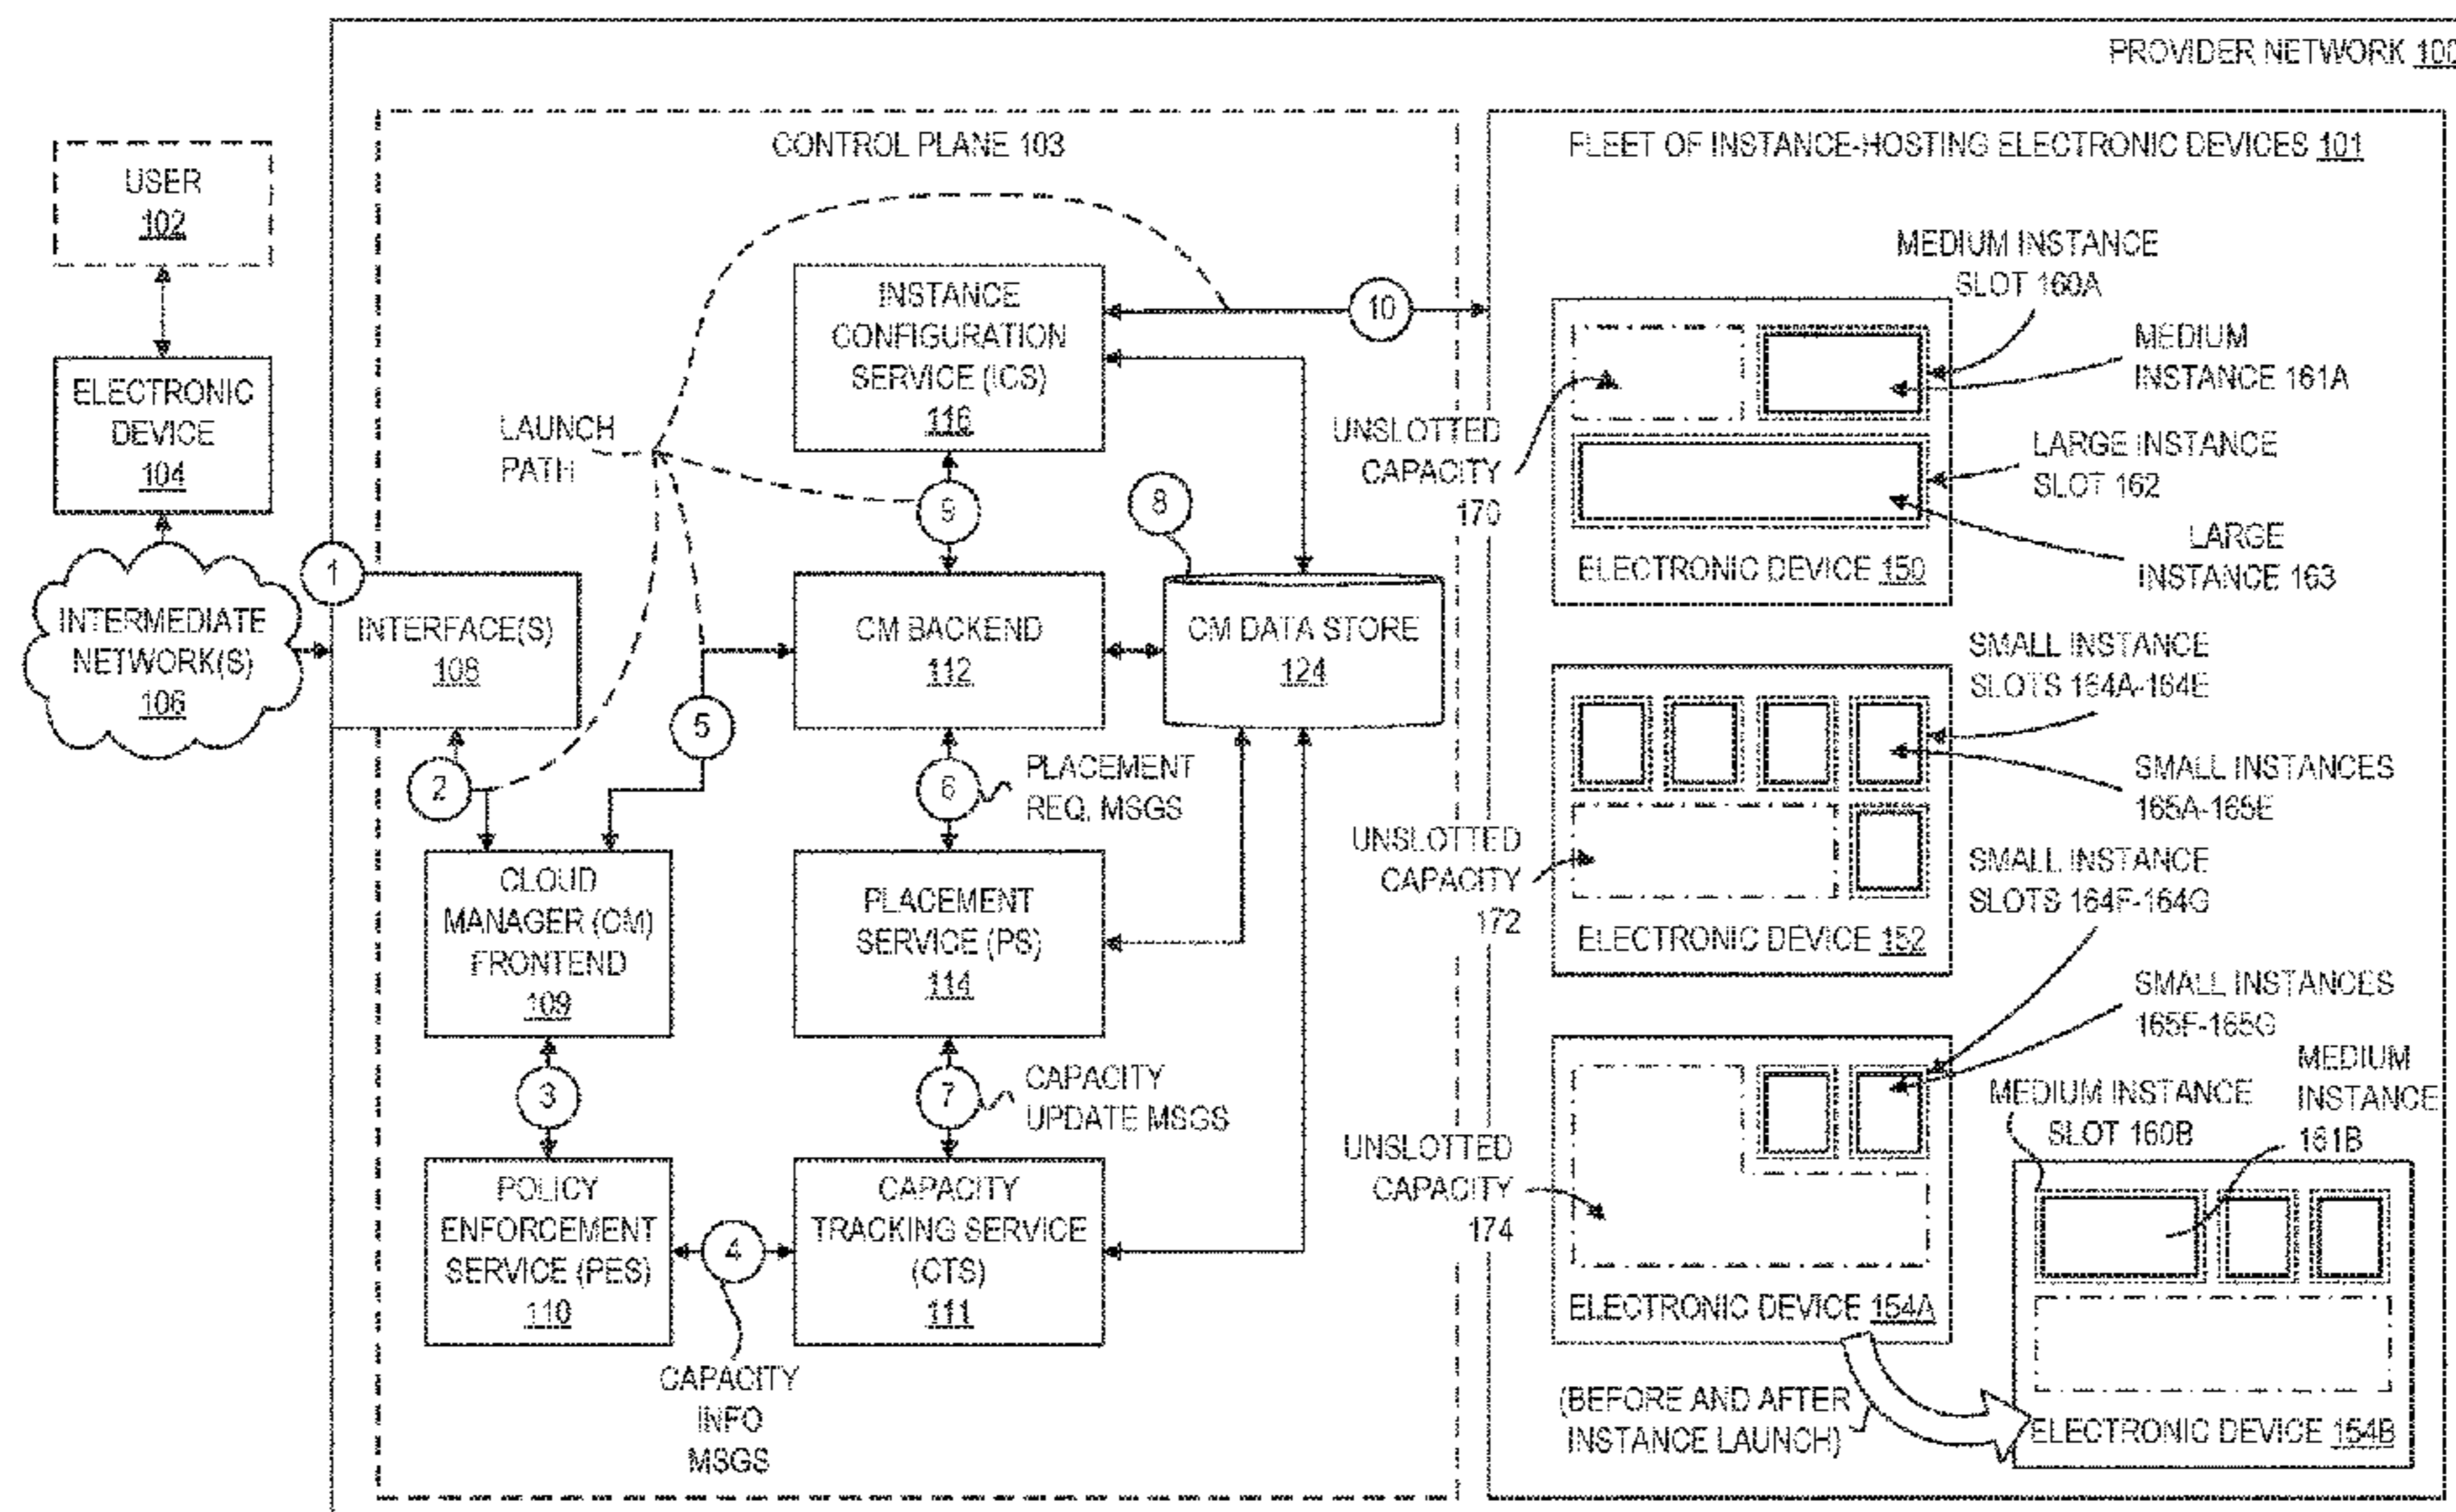 PROVIDER NETWORK 100
CONTROL PLANE 103
FLEET OF INSTANCE-HOSTING ELECTRONIC DEVICES 101
USER
102
ELECTRONIC
DEVICE
104
INTERMEDIATE
NETWORK(S)
106
1
INTERFACE(S)
108
2
LAUNCH
PATH
INSTANCE
CONFIGURATION
SERVICE (ICS)
116
10
9
8
CM BACKEND
112
CM DATA STORE
124
5
6
PLACEMENT
REQ. MSGS
CLOUD
MANAGER (CM)
FRONTEND
109
PLACEMENT
SERVICE (PS)
114
3
7
CAPACITY
UPDATE MSGS
POLICY
ENFORCEMENT
SERVICE (PES)
110
4
CAPACITY
INFO
MSGS
CAPACITY
TRACKING SERVICE
(CTS)
111
MEDIUM INSTANCE
SLOT 160A
MEDIUM
INSTANCE 161A
UNSLOTTED
CAPACITY
170
LARGE INSTANCE
SLOT 162
LARGE
INSTANCE 163
ELECTRONIC DEVICE 150
SMALL INSTANCE
SLOTS 164A-164E
SMALL INSTANCES
165A-165E
UNSLOTTED
CAPACITY
172
ELECTRONIC DEVICE 152
SMALL INSTANCE
SLOTS 164F-164G
SMALL INSTANCES
165F-165G
UNSLOTTED
CAPACITY
174
ELECTRONIC DEVICE 154A
MEDIUM INSTANCE
SLOT 160B
MEDIUM
INSTANCE
161B
(BEFORE AND AFTER
INSTANCE LAUNCH)
ELECTRONIC DEVICE 154B